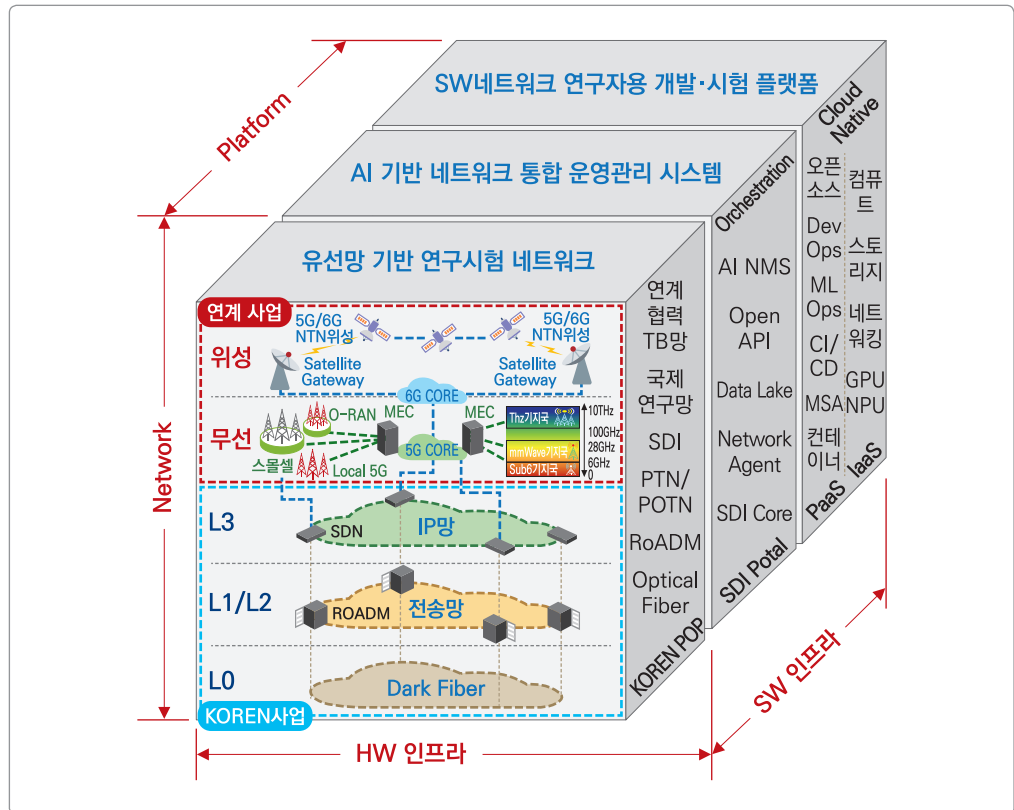 SW네트워크 연구자용 개발·시험 플랫폼
Platform
AI 기반 네트워크 통합 운영관리 시스템
유선망 기반 연구시험 네트워크
Network
연계 사업
위성
5G/6G
NTN위성
5G/6G
NTN위성
Satellite
Gateway
Satellite
Gateway
6G CORE
무선
O-RAN
MEC
MEC
스몰셀
Local 5G
5G CORE
Thz기지국
mmWave기지국
Sub6기지국
10THz
100GHz
28GHz
6GHz
0
L3
SDN
IP망
L1/L2
ROADM
전송망
L0
Dark Fiber
KOREN사업
HW 인프라
연계
협력
TB망
국제
연구망
SDI
PTN/
POTN
RoADM
Optical
Fiber
KOREN POP
Orchestration
AI NMS
Open
API
Data Lake
Network
Agent
SDI Core
SDI Potal
Cloud
Native
오픈
소스
Dev
Ops
ML
Ops
CI/
CD
MSA
컨테
이너
PaaS
컴퓨
트
스토
리지
네트
워킹
GPU
NPU
IaaS
SW 인프라